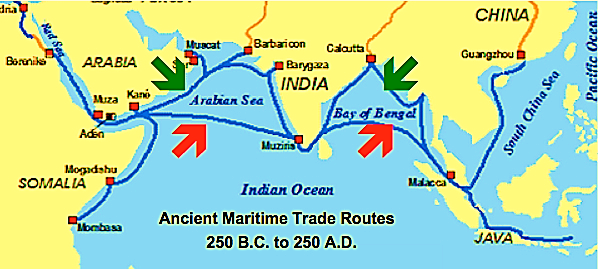 CHINA
Red Sea
Muscat
Barbaricon
Calcutta
Guangzhou
Pacific Ocean
Berenike
ARABIA
Barygaza
INDIA
Muza
Kané
Arabian Sea
Bay of Bengal
South China Sea
Aden
Muziris
Mogadishu
Malacca
SOMALIA
Indian Ocean
Mombasa
Ancient Maritime Trade Routes
JAVA
250 B.C. to 250 A.D.